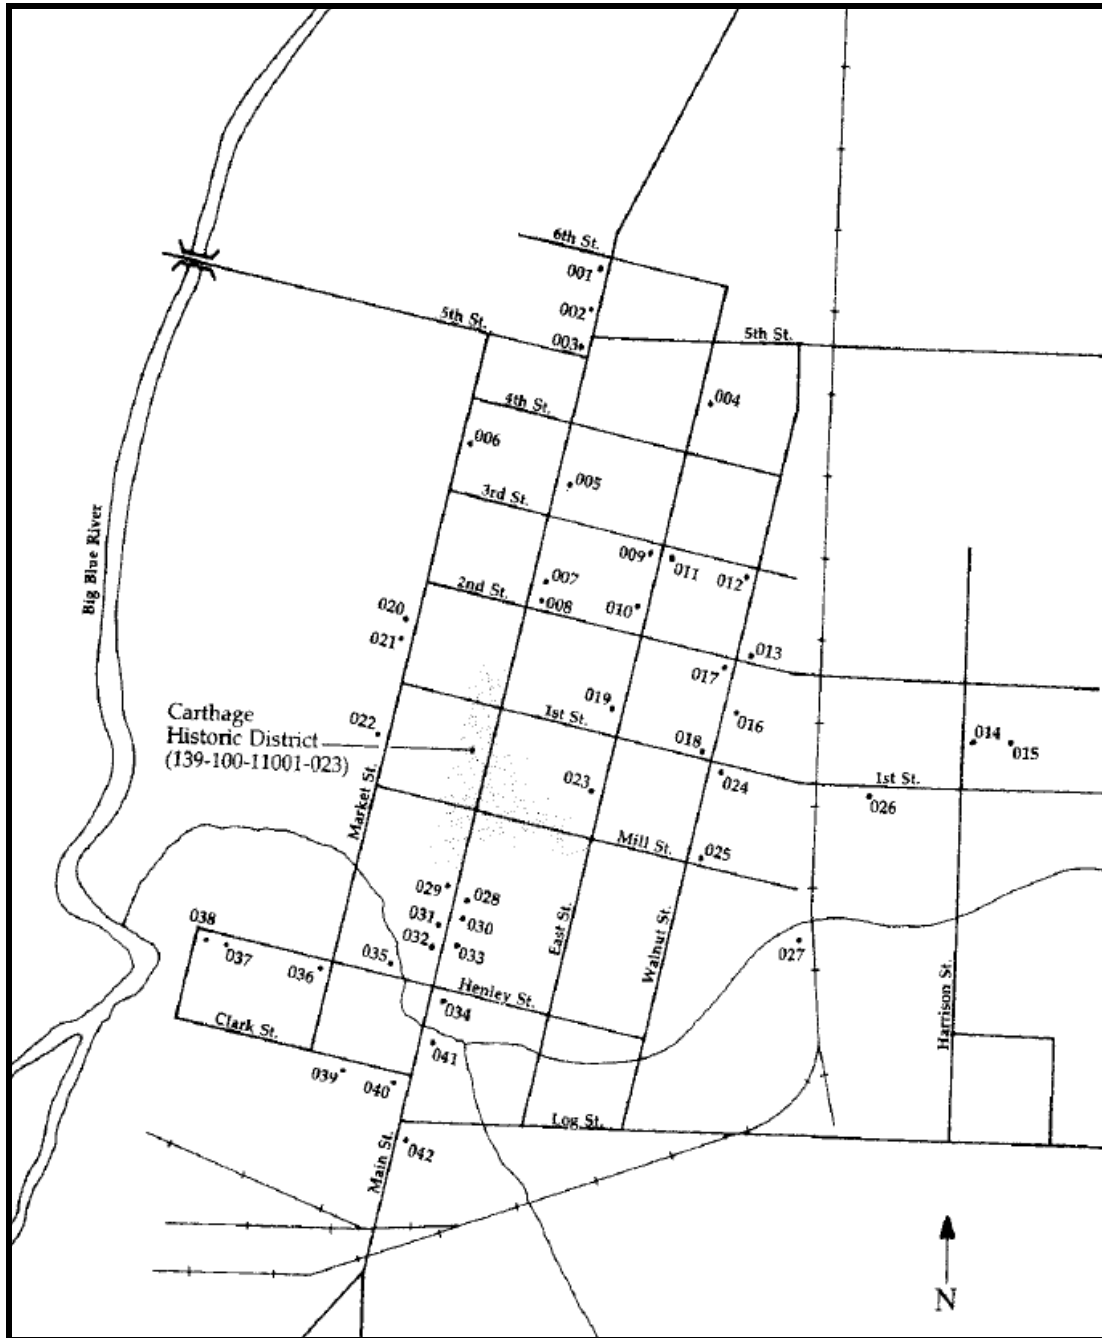 6th St.
001
002
5th St.
003
5th St.
004
4th St.
006
005
3rd St.
009
011
012
007
2nd St.
008
010
020
021
013
017
Big Blue River
019
1st St.
016
Carthage
Historic District
(139-100-11001-023)
022
018
014
015
024
1st St.
023
026
Market St.
Mill St.
025
029
028
031
030
032
033
038
037
036
035
East St.
Walnut St.
027
Henley St.
034
Harrison St.
Clark St.
041
039
040
Log St.
042
Main St.
N